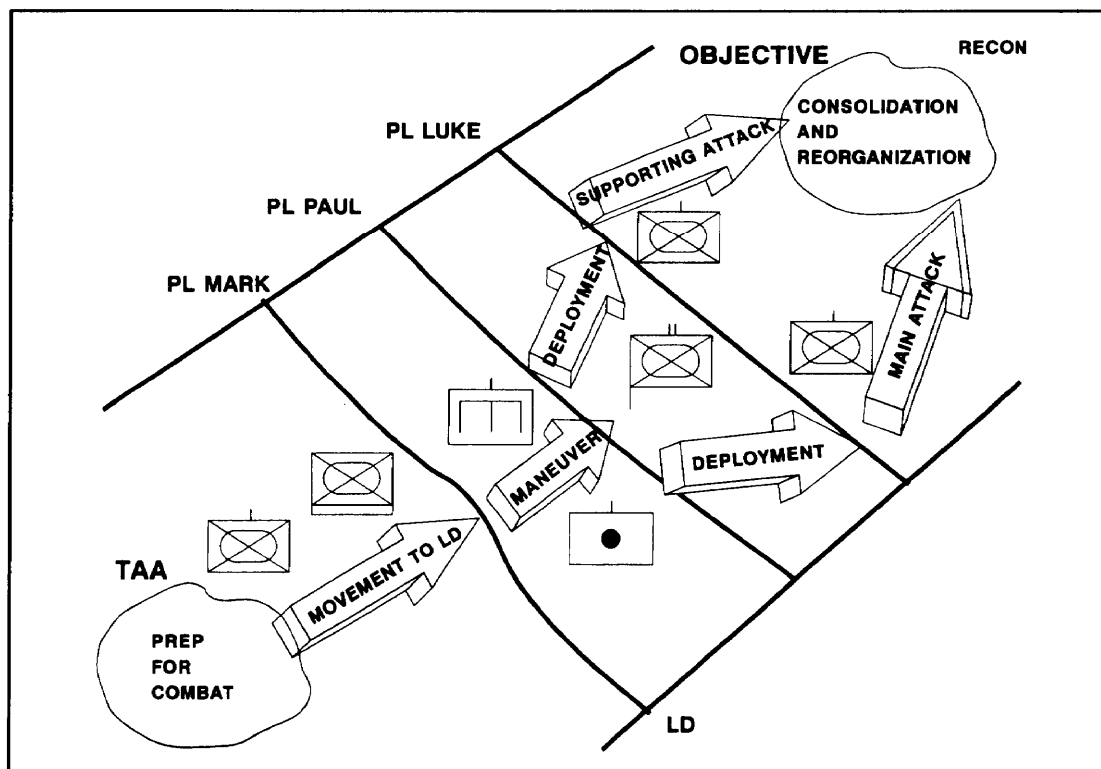 OBJECTIVE
RECON
CONSOLIDATION
AND
REORGANIZATION
PL LUKE
SUPPORTING ATTACK
PL PAUL
PL MARK
DEPLOYMENT
MAIN ATTACK
MANEUVER
DEPLOYMENT
MOVEMENT TO LD
TAA
PREP
FOR
COMBAT
LD